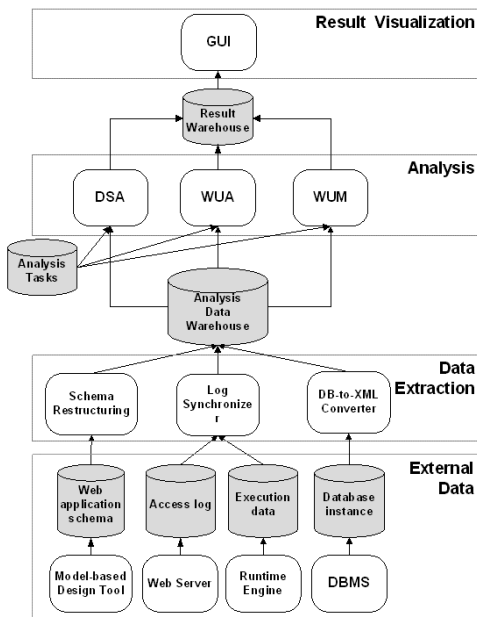 Result Visualization
GUI
Result
Warehouse
Analysis
DSA
WUA
WUM
Analysis
Tasks
Analysis
Data
Warehouse
Data
Extraction
Schema
Restructuring
Log
Synchronize
r
DB-to-XML
Converter
External
Data
Web
application
schema
Access log
Execution
data
Database
instance
Model-based
Design Tool
Web Server
Runtime
Engine
DBMS